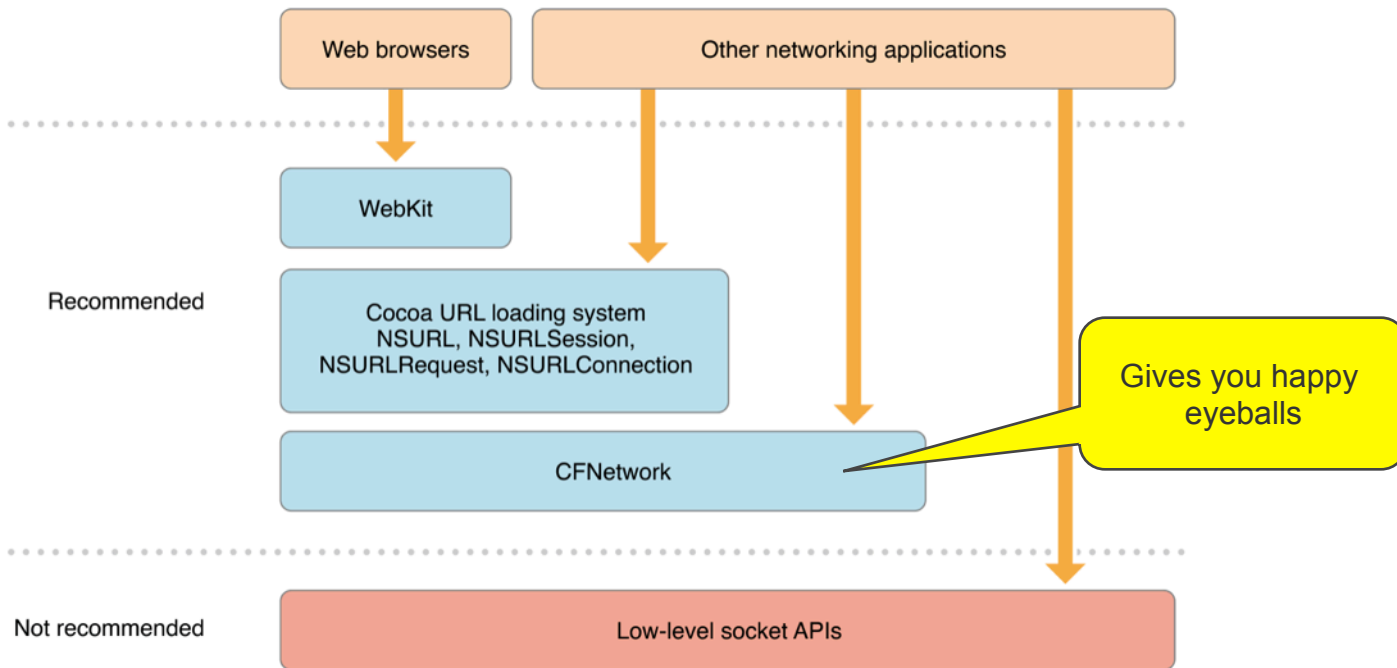 Web browsers
Other networking applications
WebKit
Recommended
Cocoa URL loading system
NSURL, NSURLSession,
NSURLRequest, NSURLConnection
Gives you happy
eyeballs
CFNetwork
Not recommended
Low-level socket APIs